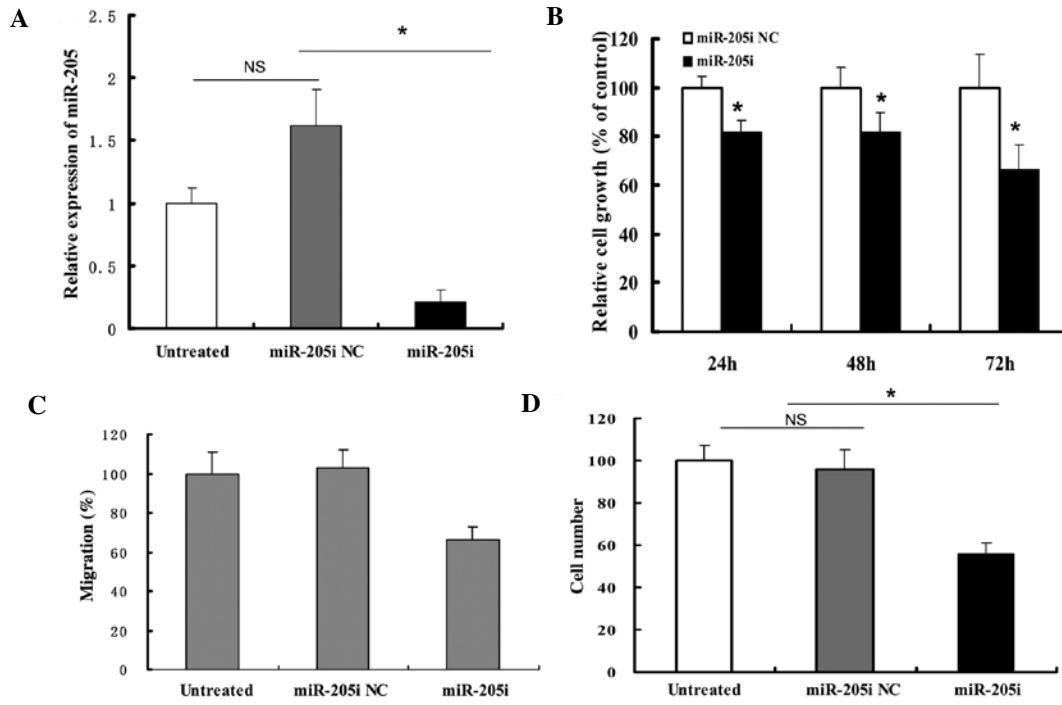 A
Relative expression of miR-205
2. 5
2
1. 5
1
0. 5
0
NS
*
Untreated miR-205i NC miR-205i
B
Relative cell growth (% of control)
120
100
80
60
40
20
0
miR-205i NC
miR-205i
* * *
24h 48h 72h
C
Migration (%)
120
100
80
60
40
20
0
Untreated miR-205i NC miR-205i
D
Cell number
120
100
80
60
40
20
0
NS
*
Untreated miR-205i NC miR-205i